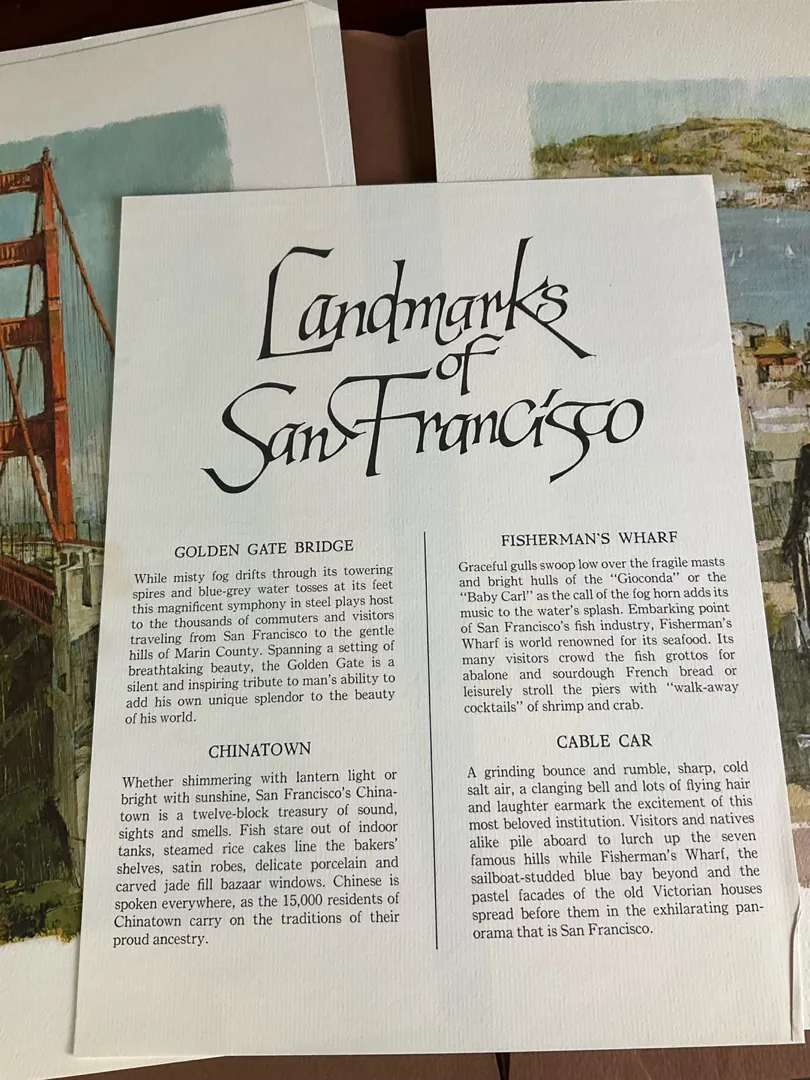 Landmarks
of
San Francisco
GOLDEN GATE BRIDGE
While misty fog drifts through its towering
spires and blue-grey water tosses at its feet
this magnificent symphony in steel plays host
to the thousands of commuters and visitors
traveling from San Francisco to the gentle
hills of Marin County. Spanning a setting of
breathtaking beauty, the Golden Gate is a
silent and inspiring tribute to man's ability to
add his own unique splendor to the beauty
of his world.
CHINATOWN
Whether shimmering with lantern light or
bright with sunshine, San Francisco's China-
town is a twelve-block treasury of sound,
sights and smells. Fish stare out of indoor
tanks, steamed rice cakes line the bakers'
shelves, satin robes, delicate porcelain and
carved jade fill bazaar windows. Chinese is
spoken everywhere, as the 15,000 residents of
Chinatown carry on the traditions of their
proud ancestry.
FISHERMAN'S WHARF
Graceful gulls swoop low over the fragile masts
and bright hulls of the "Gioconda" or the
"Baby Carl" as the call of the fog horn adds its
music to the water's splash. Embarking point
of San Francisco's fish industry, Fisherman's
Wharf is world renowned for its seafood. Its
many visitors crowd the fish grottos for
abalone and sourdough French bread or
leisurely stroll the piers with "walk-away
cocktails" of shrimp and crab.
CABLE CAR
A grinding bounce and rumble, sharp, cold
salt air, a clanging bell and lots of flying hair
and laughter earmark the excitement of this
most beloved institution. Visitors and natives
alike pile aboard to lurch up the seven
famous hills while Fisherman's Wharf, the
sailboat-studded blue bay beyond and the
pastel facades of the old Victorian houses
spread before them in the exhilarating pan-
orama that is San Francisco.